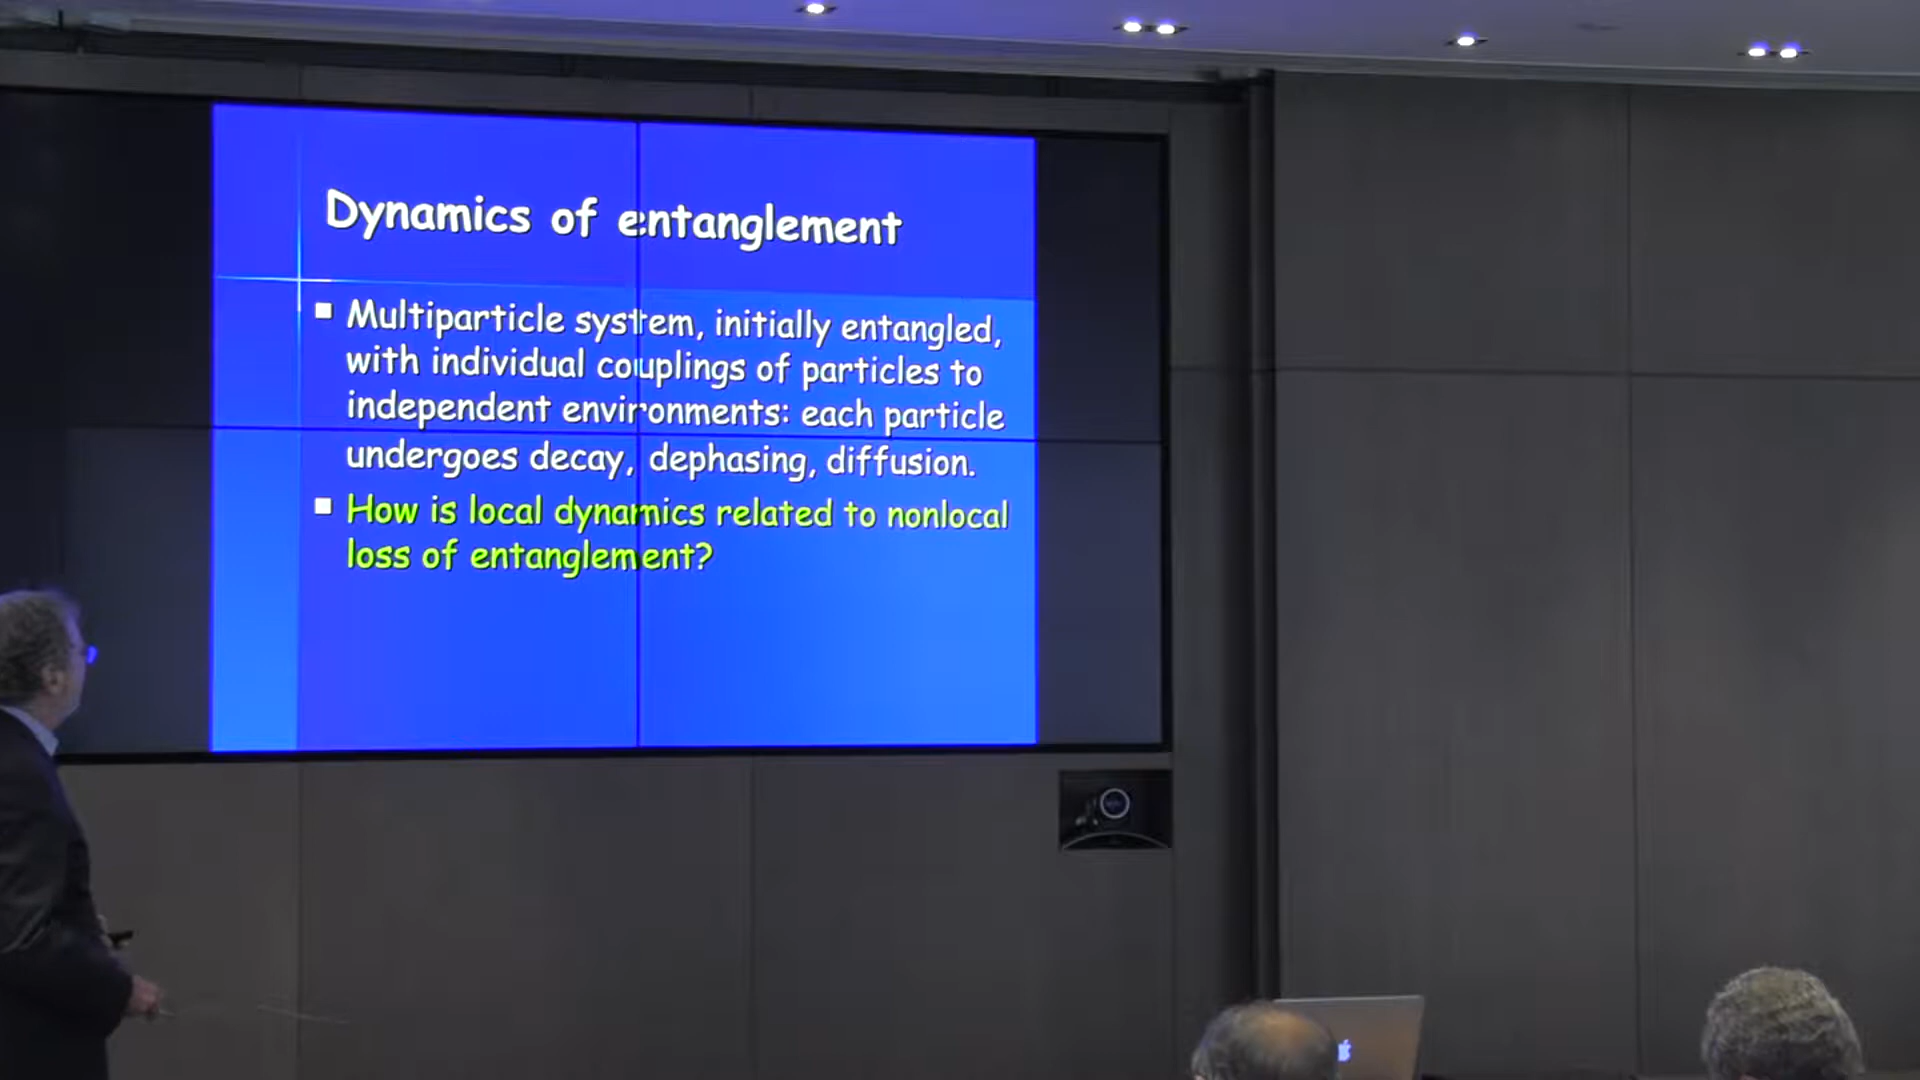 Dynamics of entanglement
Multiparticle system, initially entangled,
with individual couplings of particles to
independent environments: each particle
undergoes decay, dephasing, diffusion.
How is local dynamics related to nonlocal
loss of entanglement?